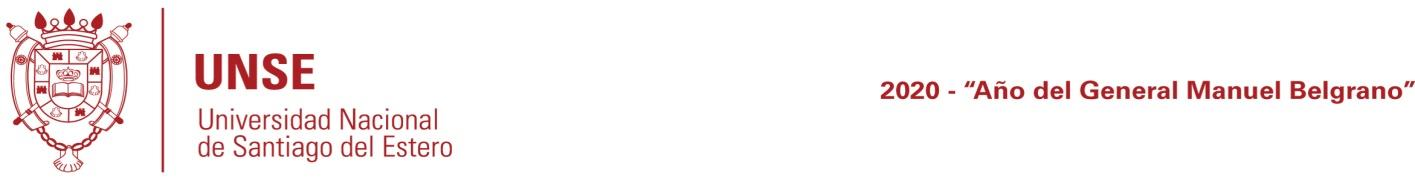 UNSE
Universidad Nacional
de Santiago del Estero
2020 - “Año del General Manuel Belgrano”